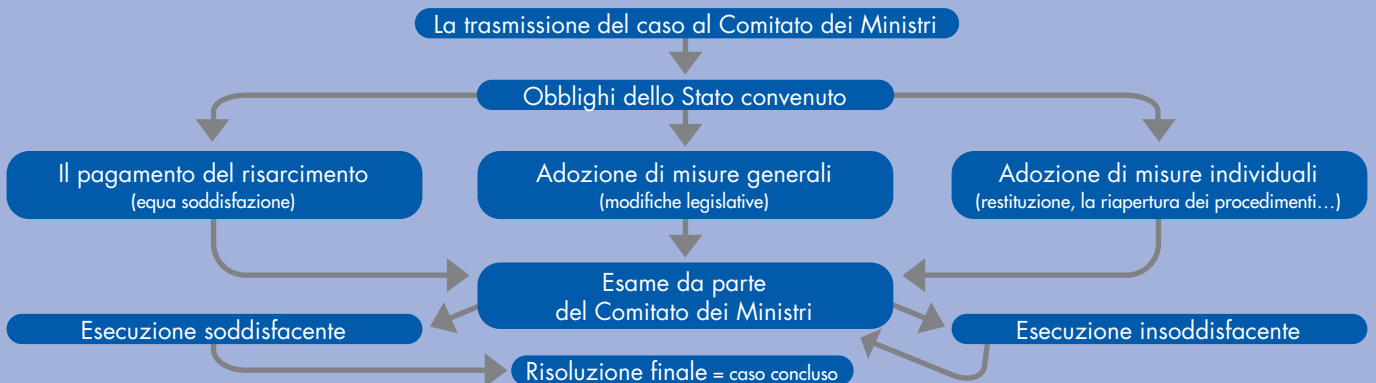 La trasmissione del caso al Comitato dei Ministri
Obblighi dello Stato convenuto
Il pagamento del risarcimento
(equa soddisfazione)
Adozione di misure generali
(modifiche legislative)
Adozione di misure individuali
(restituzione, la riapertura dei procedimenti…)
Esame da parte
del Comitato dei Ministri
Esecuzione soddisfacente
Esecuzione insoddisfacente
Risoluzione finale = caso concluso